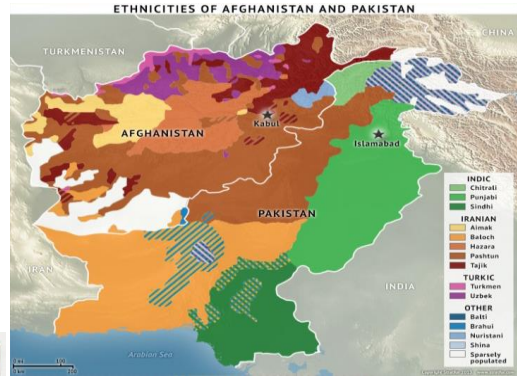 ETHNICITIES OF AFGHANISTAN AND PAKISTAN
CHINA
TURKMENISTAN
Kabul
AFGHANISTAN
Islamabad
PAKISTAN
IRAN
INDIA
Arabian Sea
INDIC
Chitrali
Punjabi
Sindhi
IRANIAN
Aimak
Baloch
Hazara
Pashtun
Tajik
TURKIC
Turkmen
Uzbek
OTHER
Balti
Brahui
Nuristani
Shina
Sparsely
populated